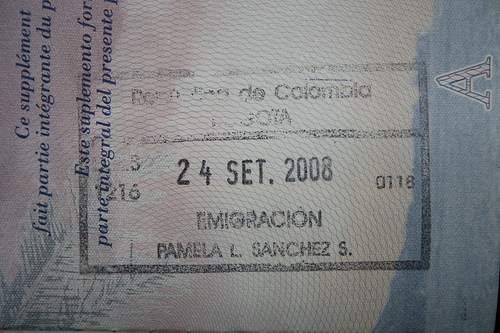 Ce supplément
fait partie intégrante du p
Este suplemento for
parte integral del presente
de Colombia
24 SET. 2008
0118
EMIGRACIÓN
PAMELA L. SANCHEZ S.
A